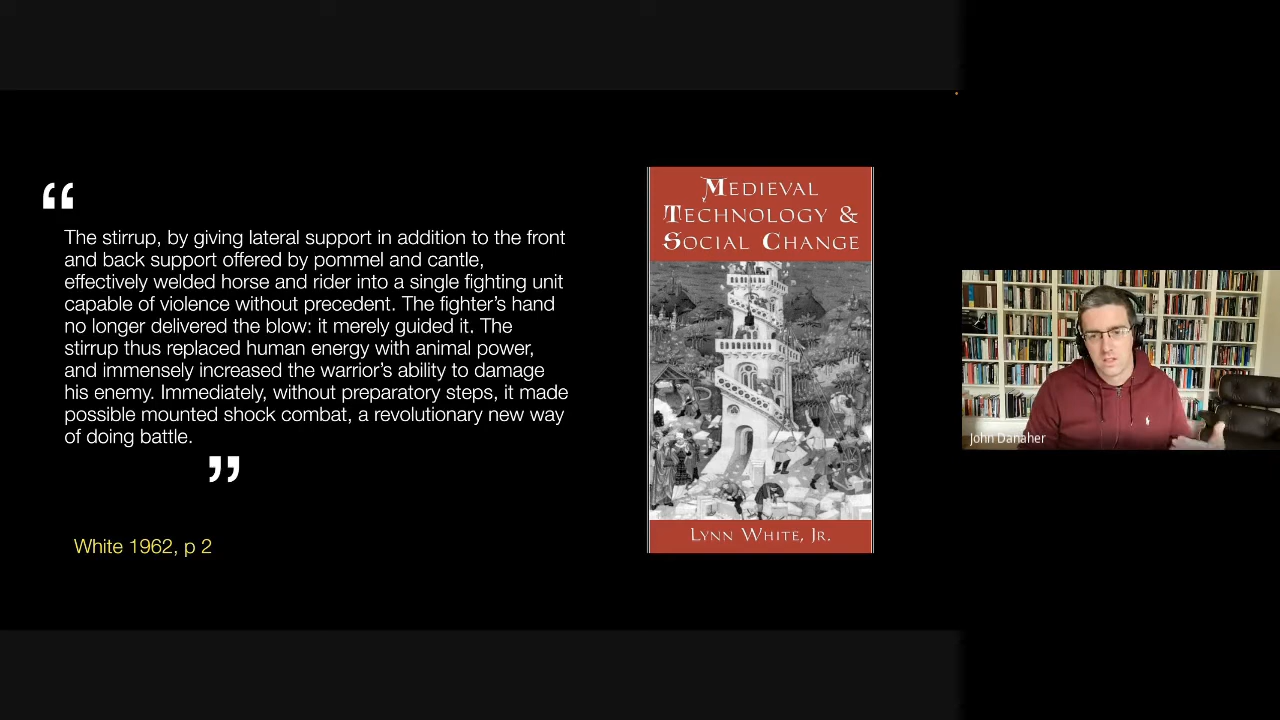 “
The stirrup, by giving lateral support in addition to the front
and back support offered by pommel and cantle,
effectively welded horse and rider into a single fighting unit
capable of violence without precedent. The fighter’s hand
no longer delivered the blow: it merely guided it. The
stirrup thus replaced human energy with animal power,
and immensely increased the warrior’s ability to damage
his enemy. Immediately, without preparatory steps, it made
possible mounted shock combat, a revolutionary new way
of doing battle.
”
White 1962, p 2
Medieval
Technology &
Social Change
Lynn White, Jr.
John Danaher